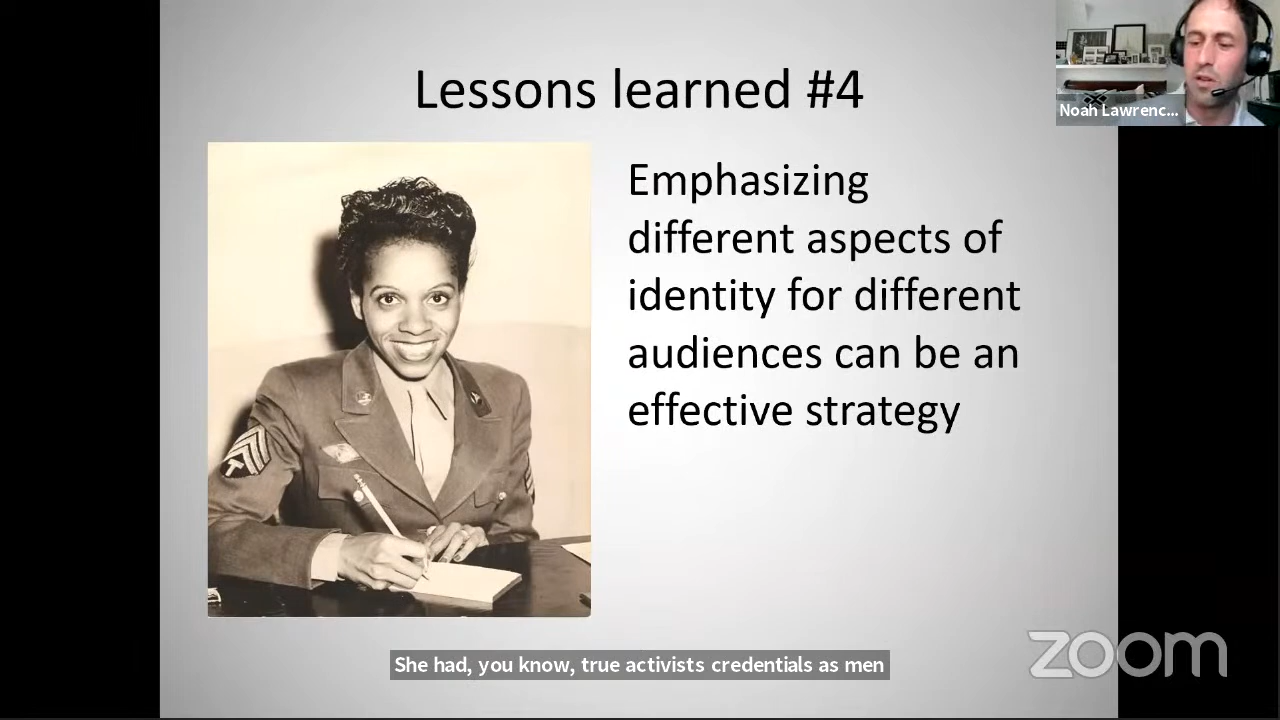 Lessons learned #4
Noah Lawrenc...
Emphasizing
different aspects of
identity for different
audiences can be an
effective strategy
zoom
She had, you know, true activists credentials as men